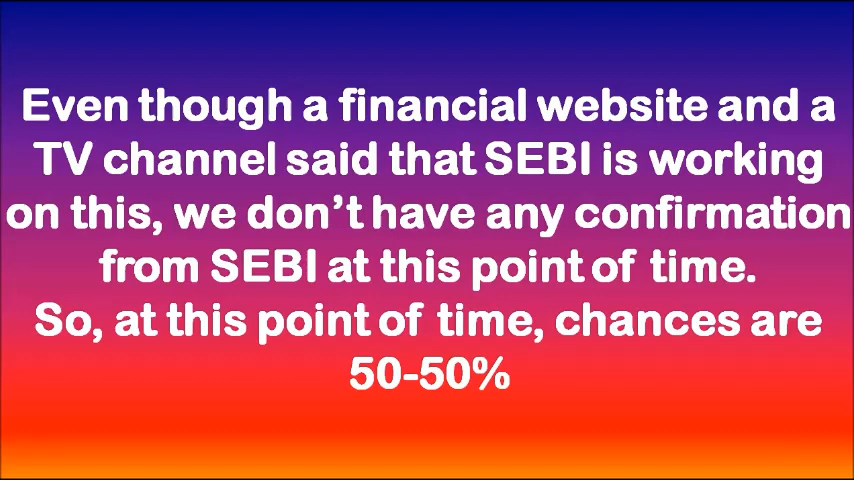 Even though a financial website and a
TV channel said that SEBI is working
on this, we don’t have any confirmation
from SEBI at this point of time.
So, at this point of time, chances are
50-50%